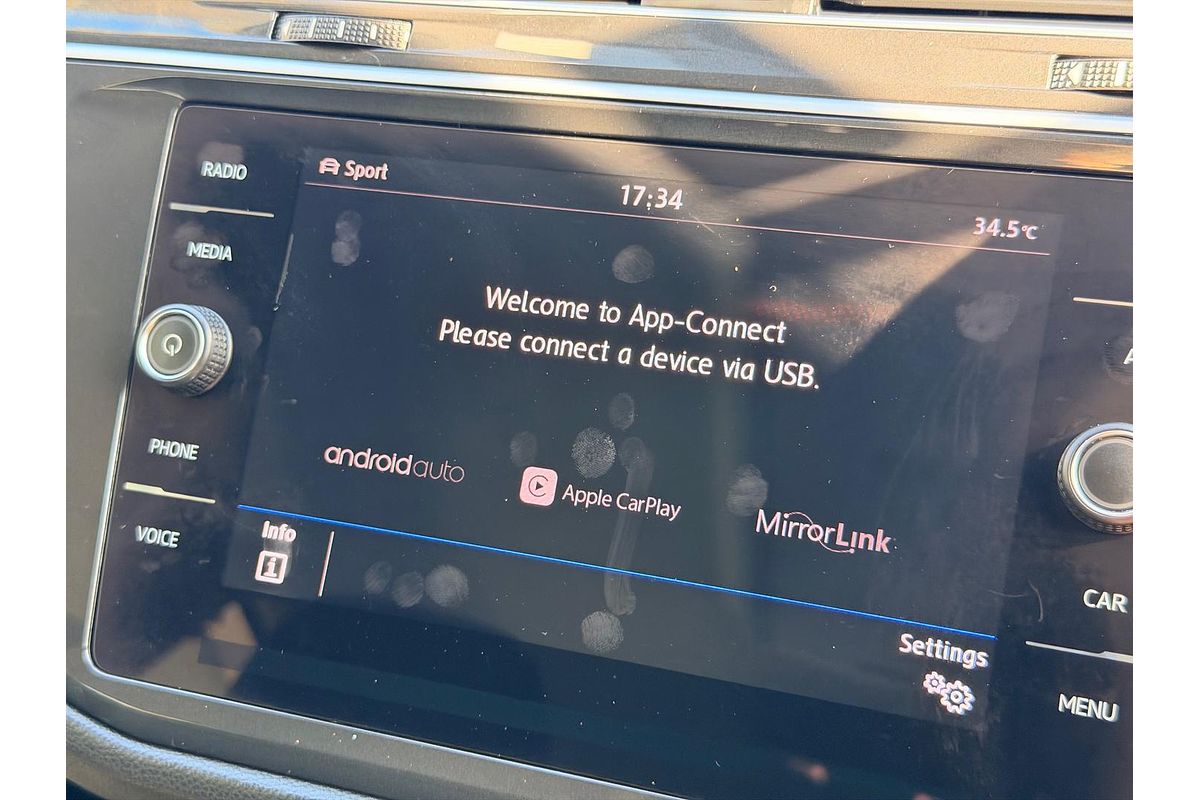 RADIO
MEDIA
PHONE
VOICE
Sport
17:34
34.5°C
Welcome to App-Connect
Please connect a device via USB.
androidauto
Apple CarPlay
MirrorLink
Info
i
Settings
CAR
MENU